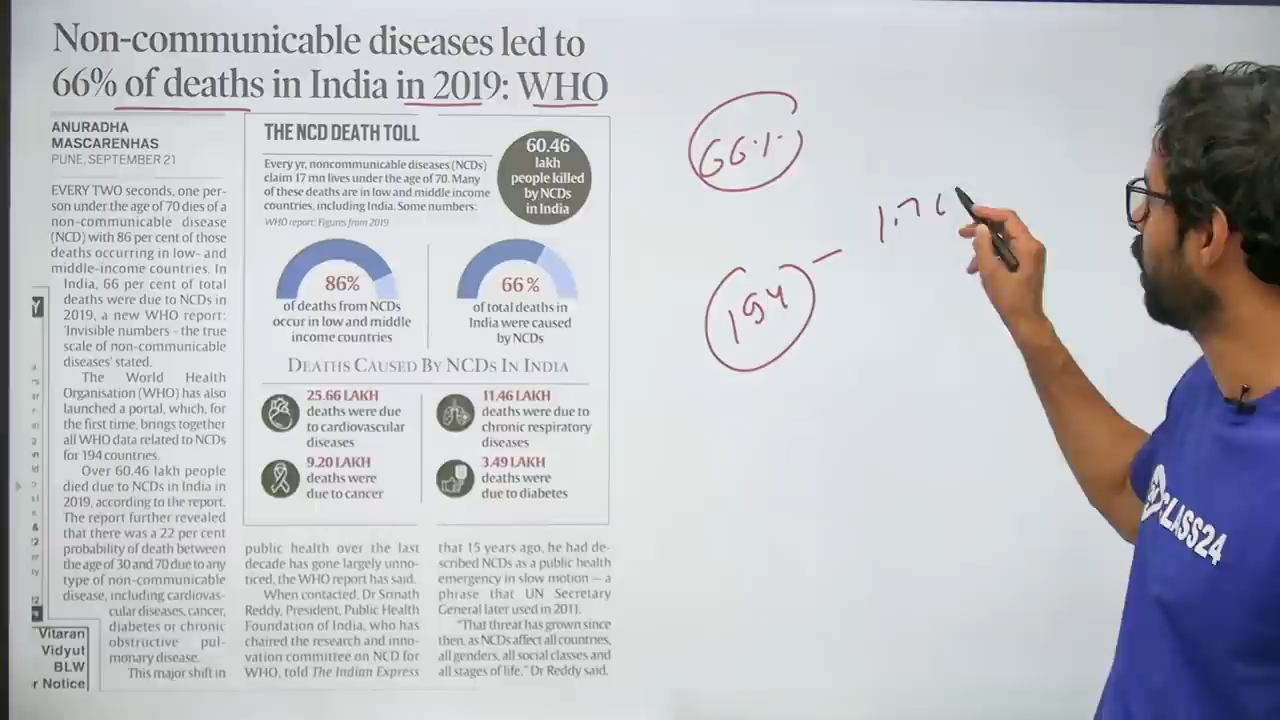 Non-communicable diseases led to
66% of deaths in India in 2019: WHO
ANURADHA
MASCARENHAS
PUNE, SEPTEMBER 21
EVERY TWO seconds, one per-
son under the age of 70 dies of a
non-communicable disease
(NCD) with 86 per cent of those
deaths occurring in low- and
middle-income countries. In
India, 66 per cent of total
deaths were due to NCDs in
2019, a new WHO report:
'Invisible numbers - the true
scale of non-communicable
diseases' stated.
The World Health
Organisation (WHO) has also
launched a portal, which, for
the first time, brings together
all WHO data related to NCDs
for 194 countries.
Over 60.46 lakh people
died due to NCDs in India in
2019, according to the report.
The report further revealed
that there was a 22 per cent
probability of death between
the age of 30 and 70 due to any
type of non-communicable
disease, including cardiovas-
cular diseases, cancer,
diabetes or chronic
obstructive pul-
monary disease.
This major shift in
THE NCD DEATH TOLL
Every yr, noncommunicable diseases (NCDs)
claim 17 mn lives under the age of 70. Many
of these deaths are in low and middle income
countries, including India. Some numbers:
WHO report: Figures from 2019
60.46
lakh
people killed
by NCDs
in India
86%
of deaths from NCDs
occur in low and middle
income countries
66%
of total deaths in
India were caused
by NCDs
DEATHS CAUSED BY NCDS IN INDIA
25.66 LAKH
deaths were due
to cardiovascular
diseases
11.46 LAKH
deaths were due to
chronic respiratory
diseases
9.20 LAKH
deaths were
due to cancer
3.49 LAKH
deaths were
due to diabetes
public health over the last
decade has gone largely unno-
ticed, the WHO report has said.
When contacted, Dr Srinath
Reddy, President, Public Health
Foundation of India, who has
chaired the research and inno-
vation committee on NCD for
WHO, told The Indian Express
that 15 years ago, he had de-
scribed NCDs as a public health
emergency in slow motion — a
phrase that UN Secretary
General later used in 2011.
"That threat has grown since
then, as NCDs affect all countries,
all genders, all social classes and
all stages of life," Dr Reddy said.
Vitaran
Vidyut
BLW
r Notice
66%
194 –
CLASS24